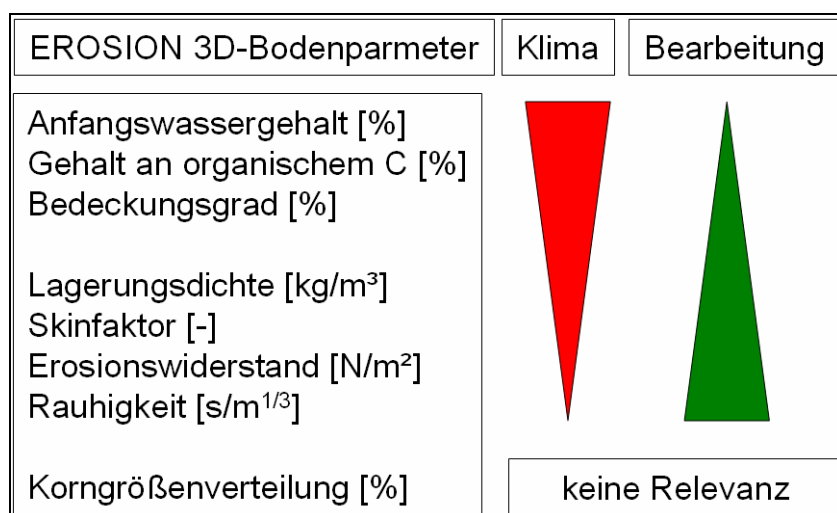 EROSION 3D-Bodenparmeter
Klima
Bearbeitung
Anfangswassergehalt [%]
Gehalt an organischem C [%]
Bedeckungsgrad [%]
Lagerungsdichte [kg/m³]
Skinfaktor [-]
Erosionswiderstand [N/m²]
Rauhigkeit [s/m^1/3]
Korngrößenverteilung [%]
keine Relevanz